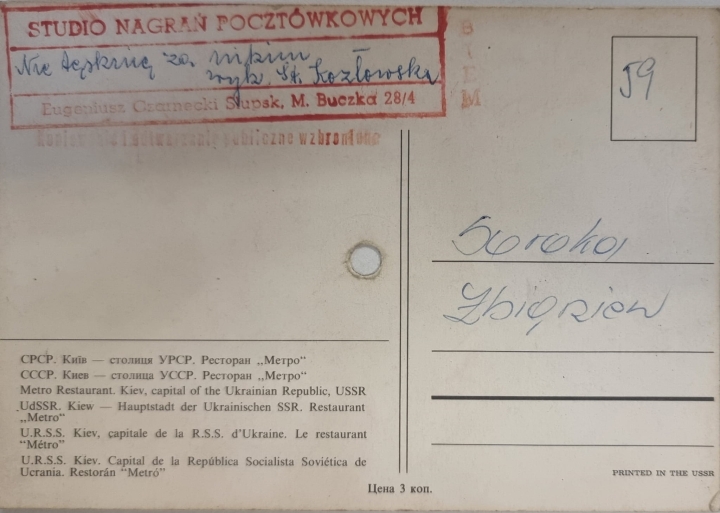 STUDIO NAGRAŃ POCZTÓWKOWYCH
Nie tęsknię za nikim
wyk St. Kozłowska
Eugeniusz Czarnecki Słupsk, M. Buczka 28/4
Kopiowanie i odtwarzanie publiczne wzbronione
B
I
E
M
59
Soroka
Zbigniew
СРСР. Київ — столиця УРСР. Ресторан „Метро“
СССР. Киев — столица УССР. Ресторан „Метро“
Metro Restaurant. Kiev, capital of the Ukrainian Republic, USSR
UdSSR. Kiew — Hauptstadt der Ukrainischen SSR. Restaurant
„Metro“
U.R.S.S. Kiev, capitale de la R.S.S. d'Ukraine. Le restaurant
“Métro”
U.R.S.S. Kiev. Capital de la República Socialista Soviética de
Ucrania. Restorán “Metró”
PRINTED IN THE USSR
Цена 3 коп.